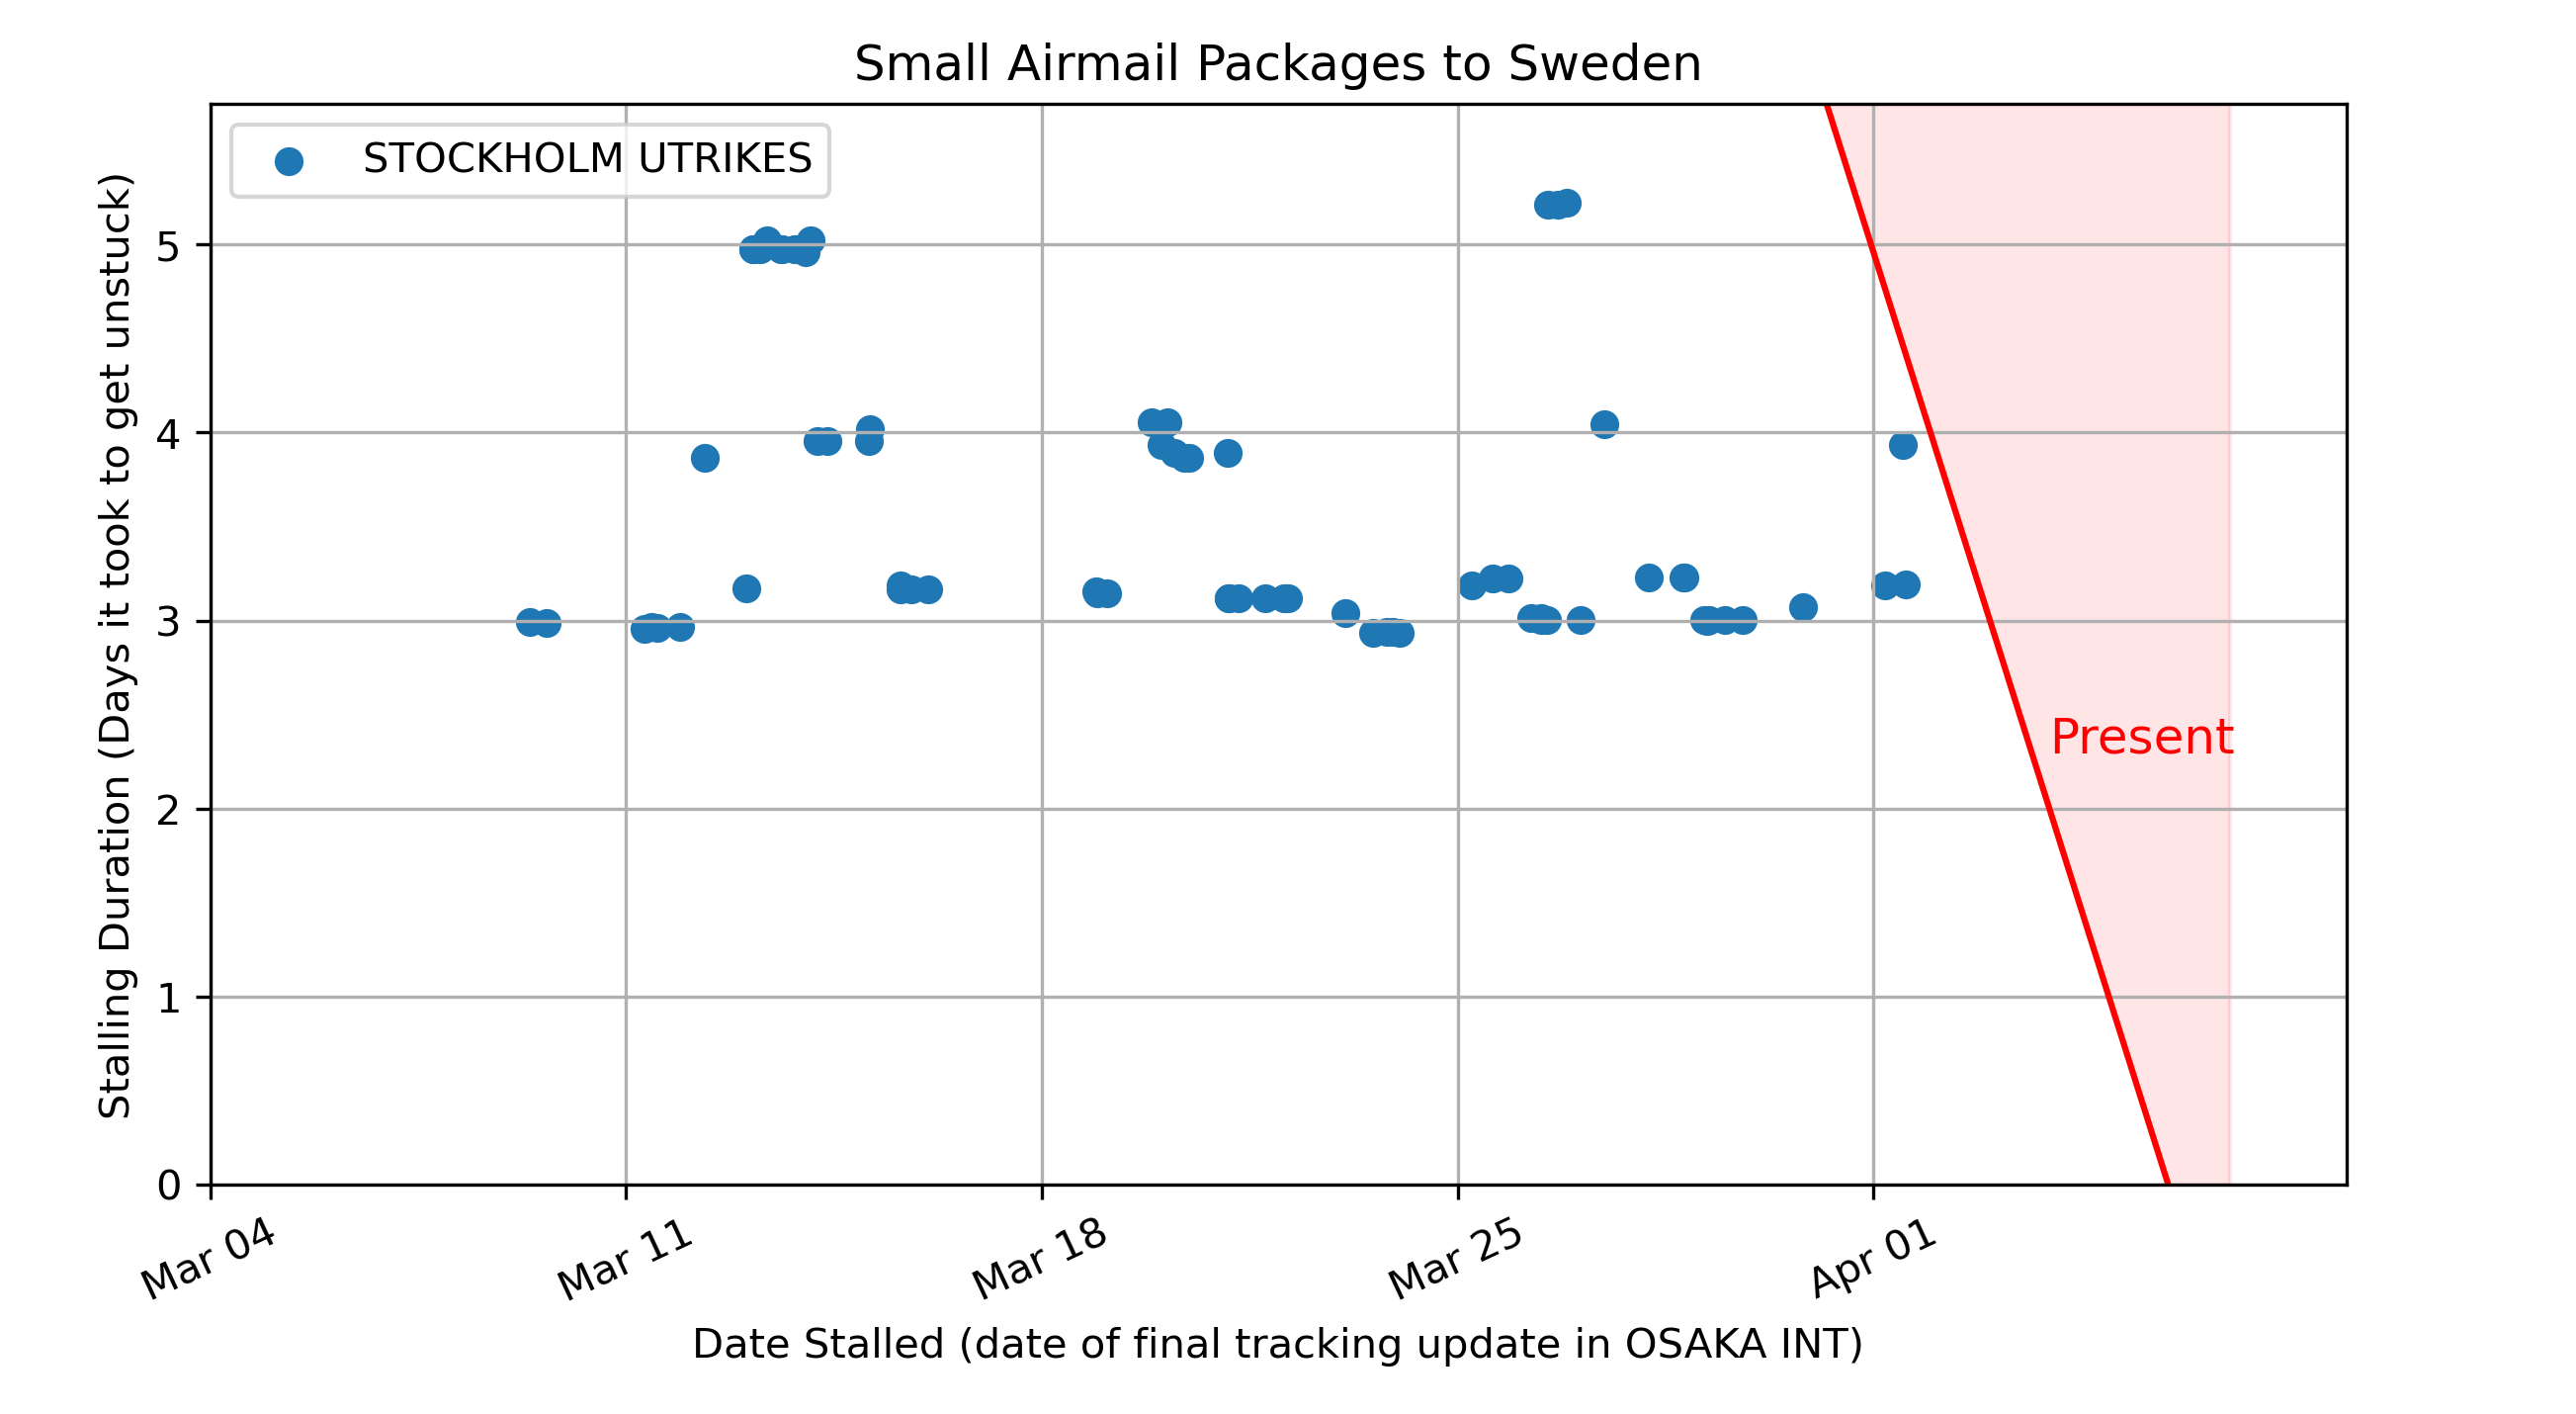 Small Airmail Packages to Sweden
STOCKHOLM UTRIKES
Stalling Duration (Days it took to get unstuck)
5
4
3
2
1
0
Present
Mar 04
Mar 11
Mar 18
Mar 25
Apr 01
Date Stalled (date of final tracking update in OSAKA INT)